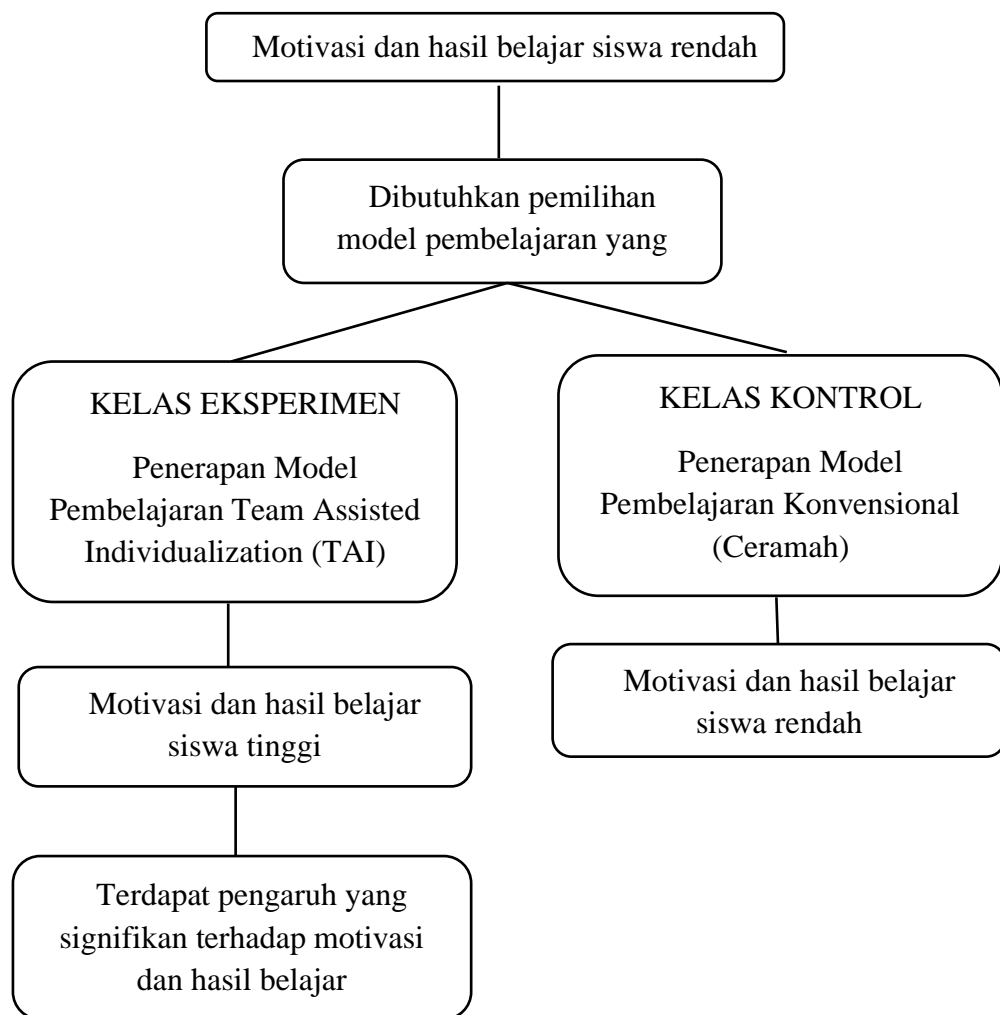 Motivasi dan hasil belajar siswa rendah
Dibutuhkan pemilihan
model pembelajaran yang
KELAS EKSPERIMEN
Penerapan Model
Pembelajaran Team Assisted
Individualization (TAI)
KELAS KONTROL
Penerapan Model
Pembelajaran Konvensional
(Ceramah)
Motivasi dan hasil belajar
siswa tinggi
Motivasi dan hasil belajar
siswa rendah
Terdapat pengaruh yang
signifikan terhadap motivasi
dan hasil belajar